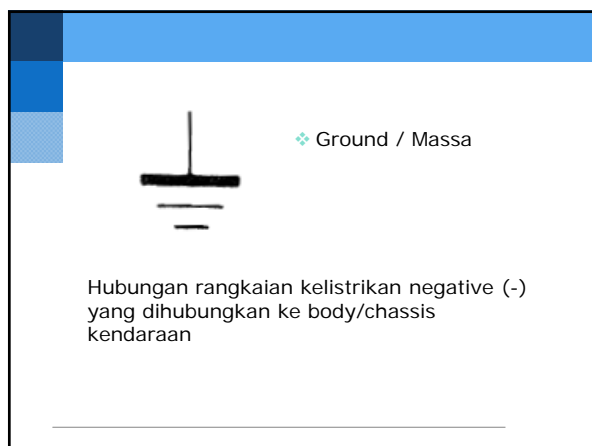 Ground / Massa
Hubungan rangkaian kelistrikan negative (-)
yang dihubungkan ke body/chassis
kendaraan